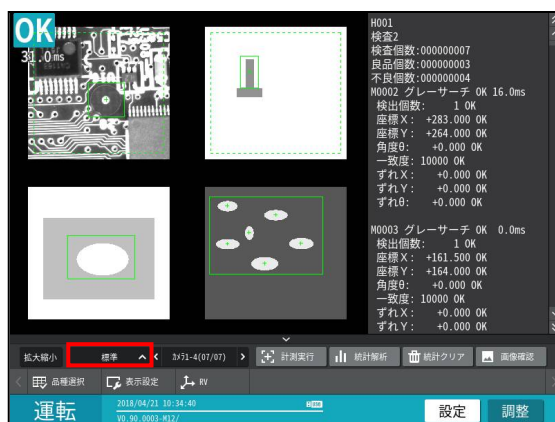 OK
31.0ms
H001
検査2
検査個数:000000007
良品個数:000000003
不良個数:000000004
M0002 グレーサーチ OK 16.0ms
検出個数: 1 OK
座標X: +283.000 OK
座標Y: +264.000 OK
角度θ: +0.000 OK
一致度: 10000 OK
ずれX: +0.000 OK
ずれY: +0.000 OK
ずれθ: +0.000 OK
M0003 グレーサーチ OK 0.0ms
検出個数: 1 OK
座標X: +161.500 OK
座標Y: +164.000 OK
角度θ: +0.000 OK
一致度: 10000 OK
ずれX: +0.000 OK
ずれY: +0.000 OK
拡大縮小 標準 カメラ1-4(07/07) 計測実行 統計解析 統計クリア 画像確認
品種選択 表示設定 RV
運転 2018/04/21 10:34:40 設定 調整
V0.90.0003-M12/